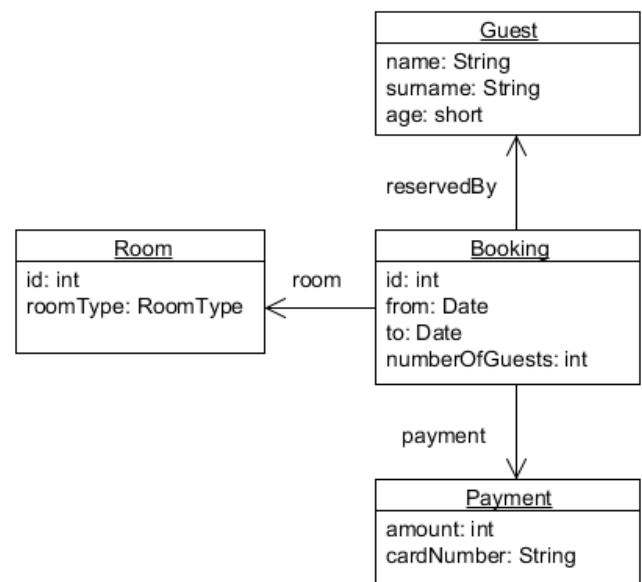 Guest
name: String
surname: String
age: short
reservedBy
Room
id: int
roomType: RoomType
room
Booking
id: int
from: Date
to: Date
numberOfGuests: int
payment
Payment
amount: int
cardNumber: String